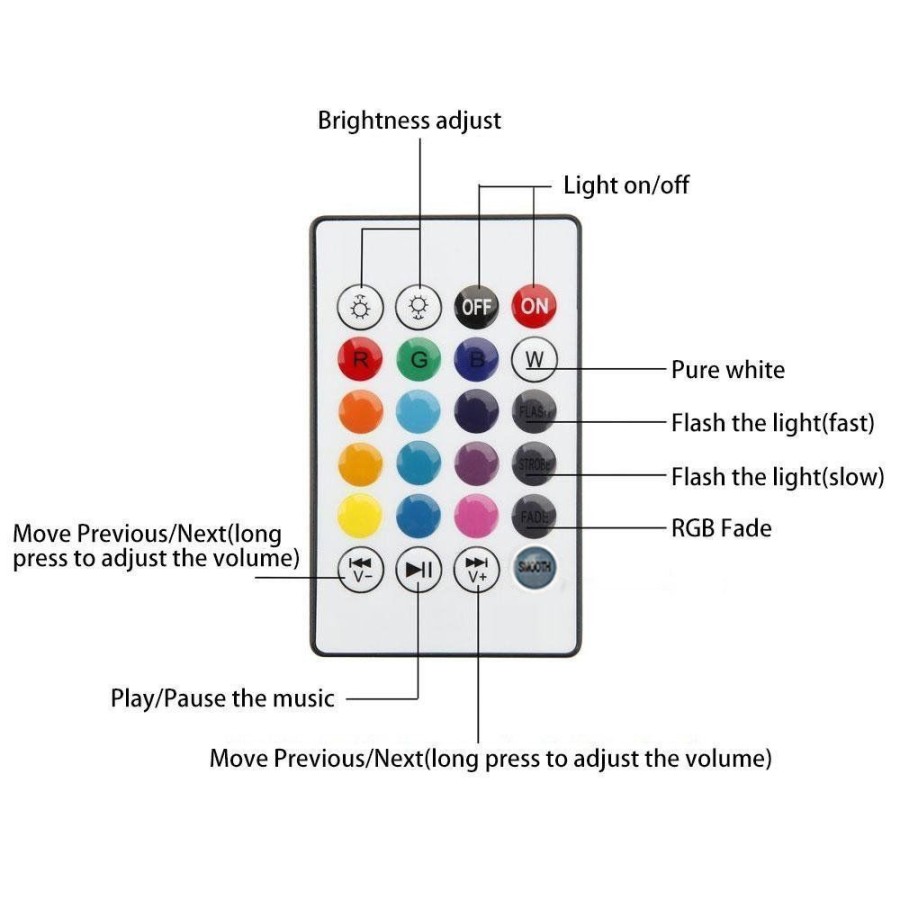 Brightness adjust
Light on/off
OFF ON
R G B W
Pure white
FLASH
Flash the light(fast)
STROBE
Flash the light(slow)
FADE
RGB Fade
Move Previous/Next(long
press to adjust the volume)
V- V+
SMOOTH
Play/Pause the music
Move Previous/Next(long press to adjust the volume)